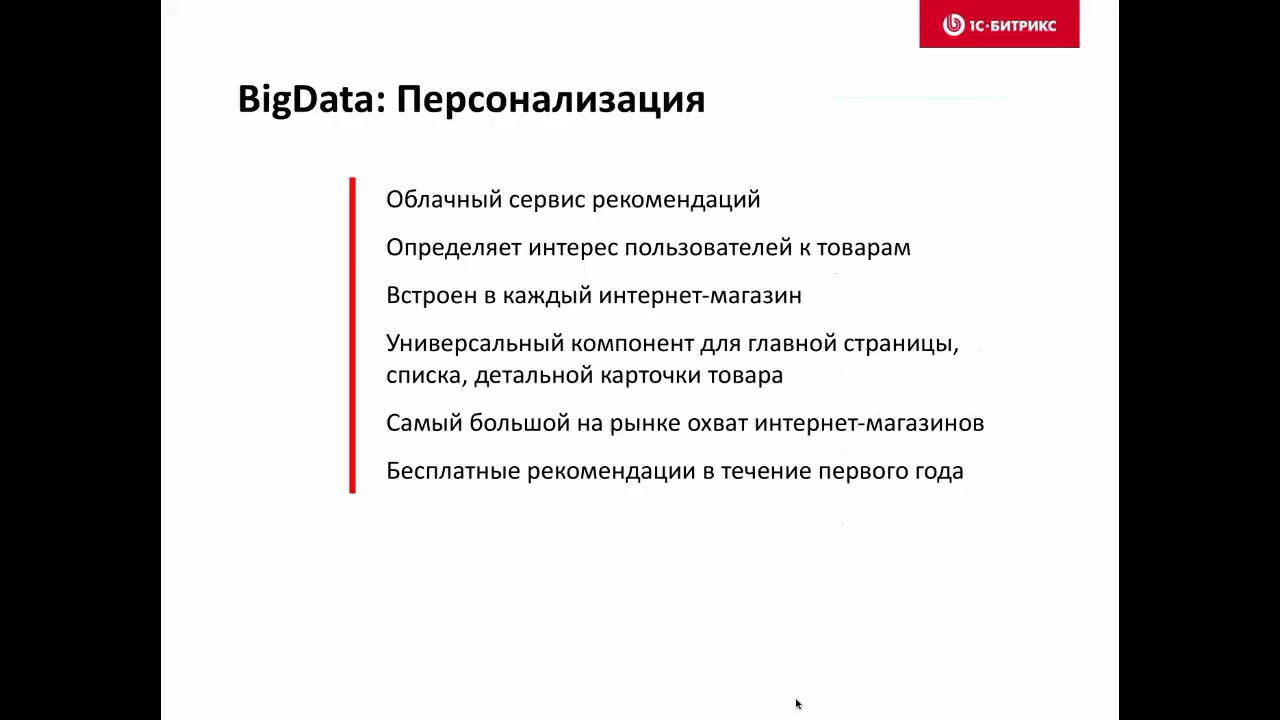 1С·БИТРИКС
BigData: Персонализация
Облачный сервис рекомендаций
Определяет интерес пользователей к товарам
Встроен в каждый интернет-магазин
Универсальный компонент для главной страницы,
списка, детальной карточки товара
Самый большой на рынке охват интернет-магазинов
Бесплатные рекомендации в течение первого года